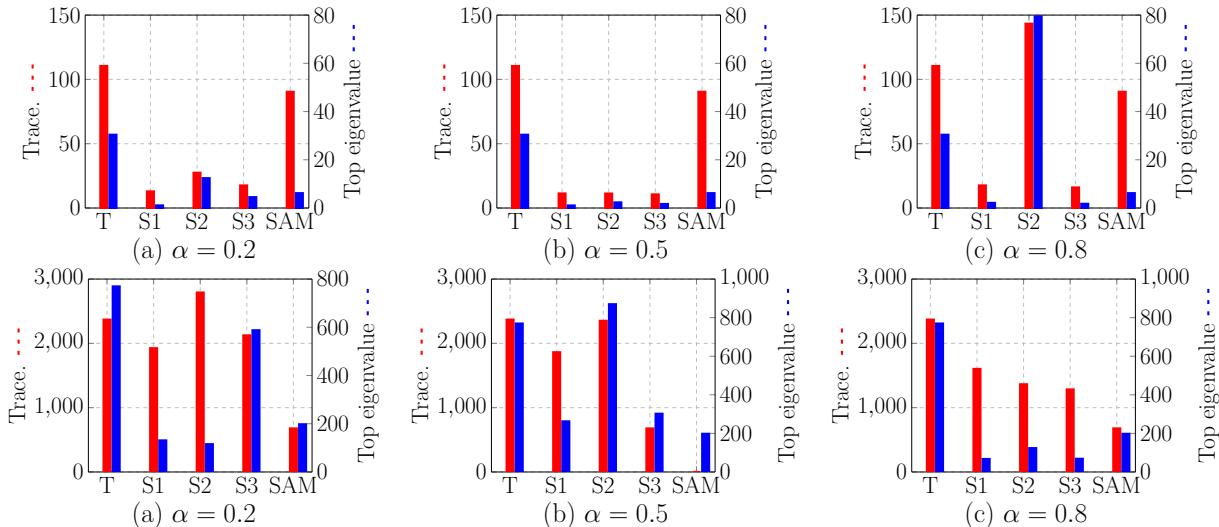 150
100
50
0
80
60
40
20
0
Trace.
Top eigenvalue
T S1 S2 S3 SAM
(a) α = 0.2
150
100
50
0
80
60
40
20
0
Trace.
Top eigenvalue
T S1 S2 S3 SAM
(b) α = 0.5
150
100
50
0
80
60
40
20
0
Trace.
Top eigenvalue
T S1 S2 S3 SAM
(c) α = 0.8
3,000
2,000
1,000
0
800
600
400
200
0
Trace.
Top eigenvalue
T S1 S2 S3 SAM
(a) α = 0.2
3,000
2,000
1,000
0
1,000
800
600
400
200
0
Trace.
Top eigenvalue
T S1 S2 S3 SAM
(b) α = 0.5
3,000
2,000
1,000
0
1,000
800
600
400
200
0
Trace.
Top eigenvalue
T S1 S2 S3 SAM
(c) α = 0.8